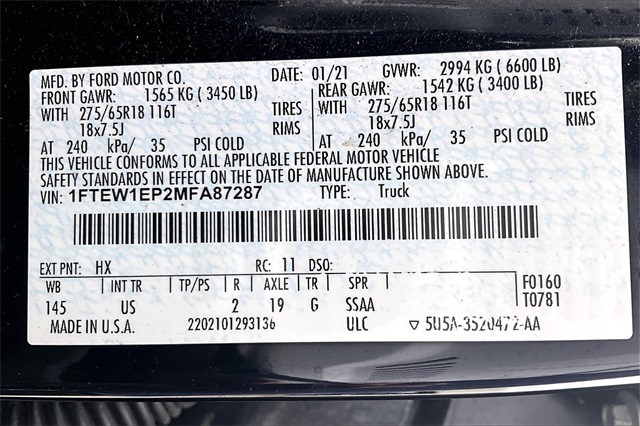 MFD. BY FORD MOTOR CO. DATE: 01/21 GVWR: 2994 KG (6600 LB)
FRONT GAWR: 1565 KG (3450 LB) REAR GAWR: 1542 KG (3400 LB)
WITH 275/65R18 116T TIRES WITH 275/65R18 116T TIRES
18x7.5J RIMS 18x7.5J RIMS
AT 240 kPa/ 35 PSI COLD AT 240 kPa/ 35 PSI COLD
THIS VEHICLE CONFORMS TO ALL APPLICABLE FEDERAL MOTOR VEHICLE
SAFETY STANDARDS IN EFFECT ON THE DATE OF MANUFACTURE SHOWN ABOVE.
VIN: 1FTEW1EP2MFA87287 TYPE: Truck
EXT PNT: HX RC: 11 DSO:
WB INT TR TP/PS R AXLE TR SPR F0160
145 US 2 19 G SSAA T0781
MADE IN U.S.A. 2202101293136 ULC ▽ 5U5A-3520472-AA